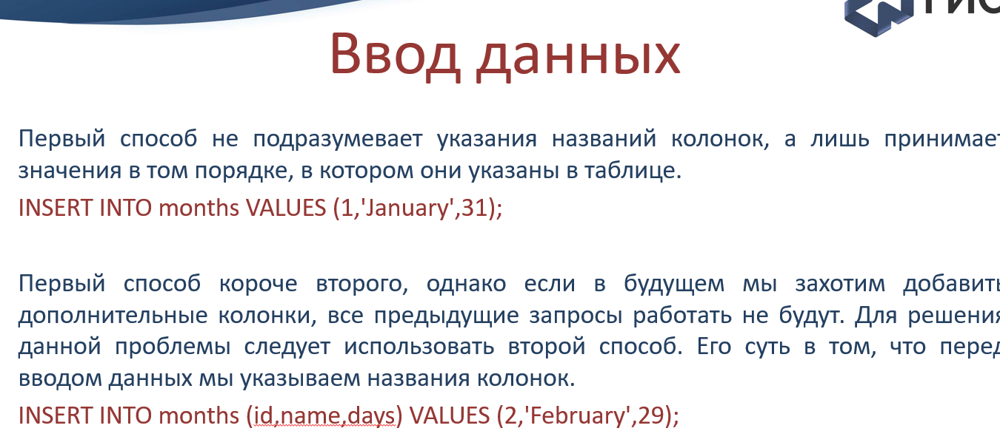 Ввод данных
Первый способ не подразумевает указания названий колонок, а лишь принимает
значения в том порядке, в котором они указаны в таблице.
INSERT INTO months VALUES (1,'January',31);
Первый способ короче второго, однако если в будущем мы захотим добавить
дополнительные колонки, все предыдущие запросы работать не будут. Для решения
данной проблемы следует использовать второй способ. Его суть в том, что перед
вводом данных мы указываем названия колонок.
INSERT INTO months (id,name,days) VALUES (2,'February',29);